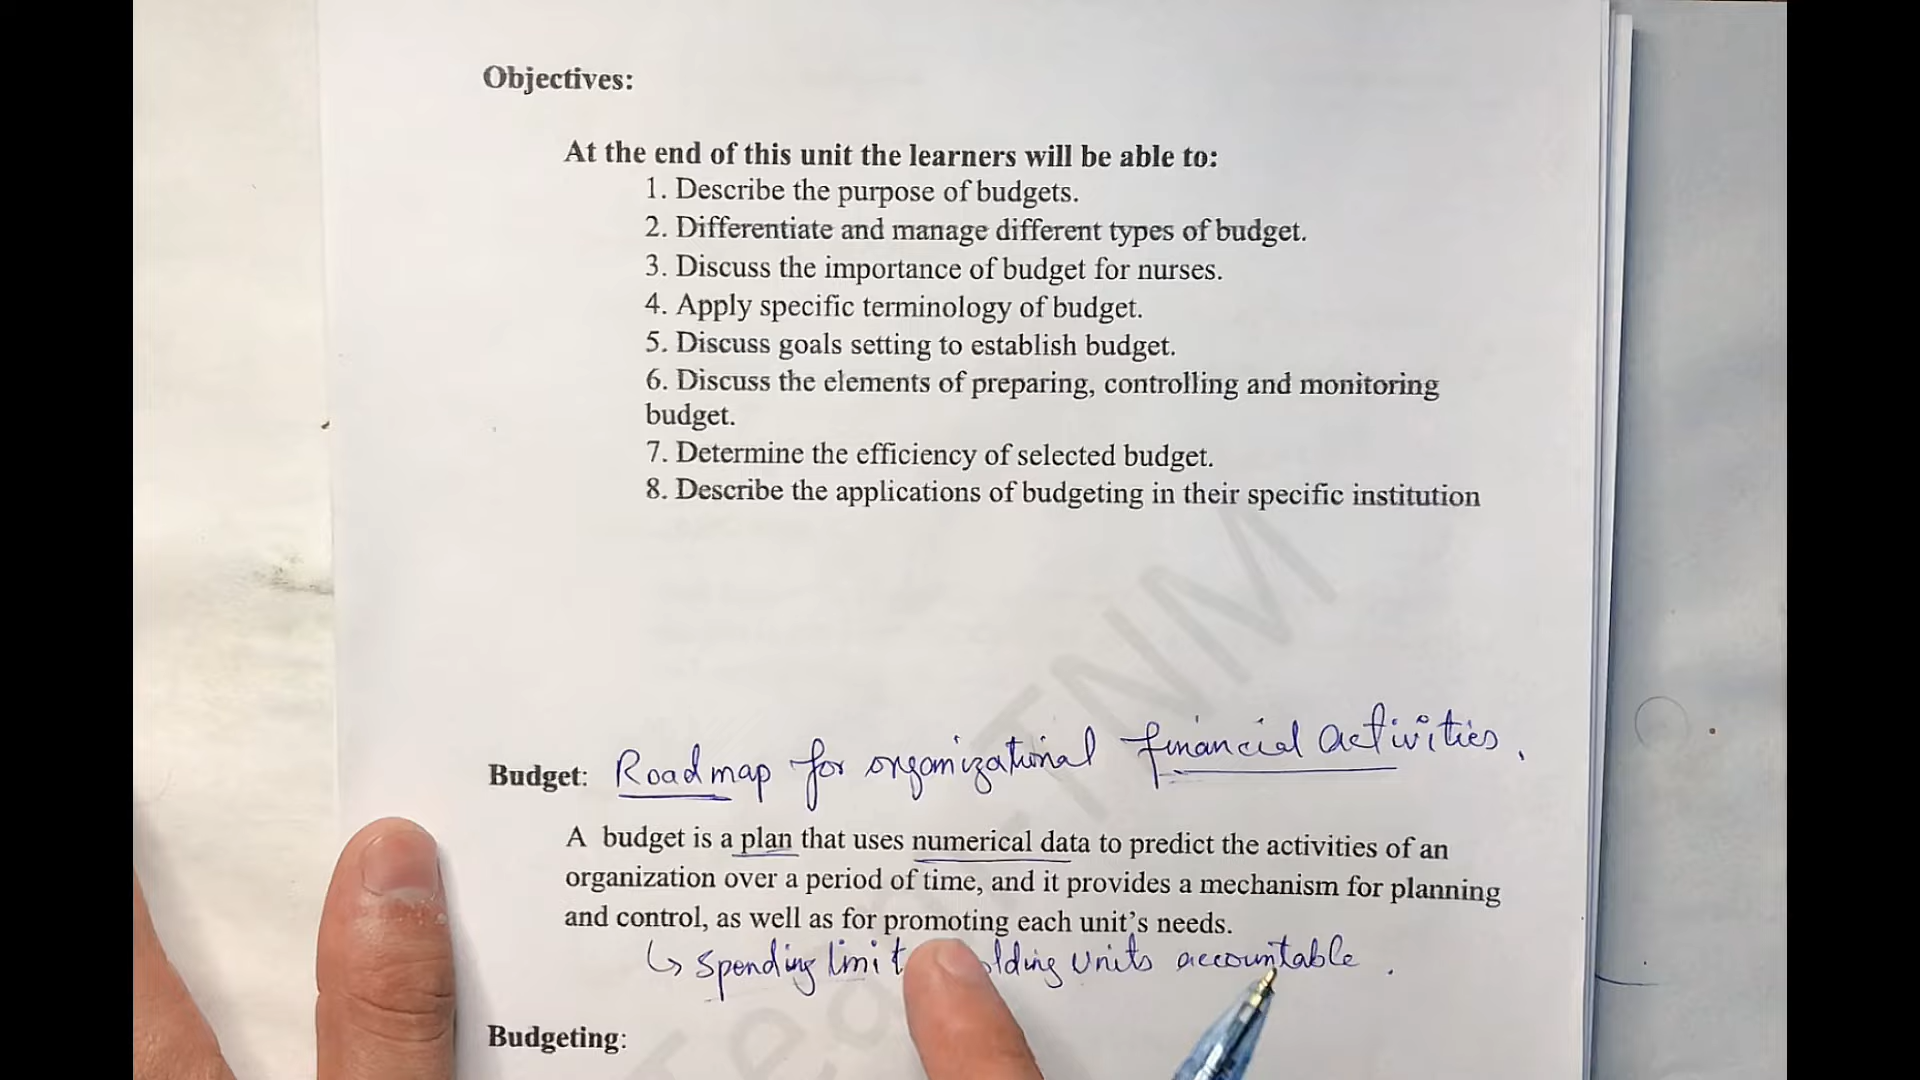 Objectives:
At the end of this unit the learners will be able to:
1. Describe the purpose of budgets.
2. Differentiate and manage different types of budget.
3. Discuss the importance of budget for nurses.
4. Apply specific terminology of budget.
5. Discuss goals setting to establish budget.
6. Discuss the elements of preparing, controlling and monitoring
budget.
7. Determine the efficiency of selected budget.
8. Describe the applications of budgeting in their specific institution
Budget: Roadmap for organizational financial activities.
A budget is a plan that uses numerical data to predict the activities of an
organization over a period of time, and it provides a mechanism for planning
and control, as well as for promoting each unit's needs.
↳ spending limit lding units accountable.
Budgeting: